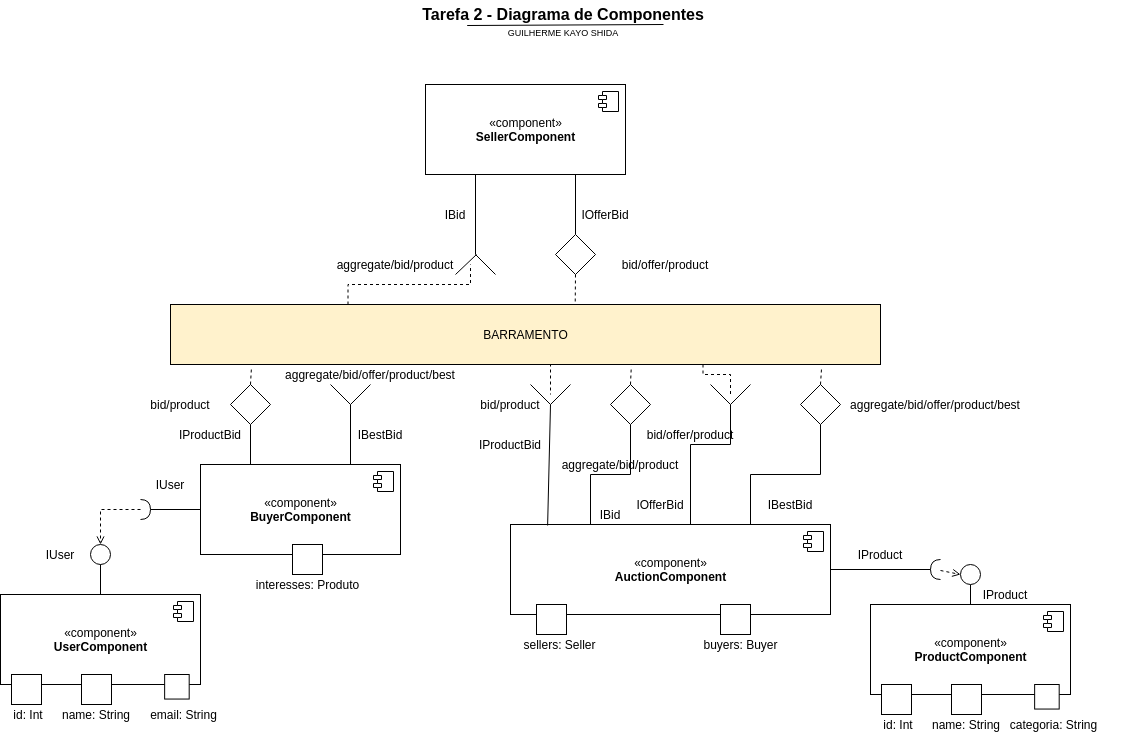 Tarefa 2 - Diagrama de Componentes
GUILHERME KAYO SHIDA
«component»
SellerComponent
IBid
IOfferBid
aggregate/bid/product
bid/offer/product
BARRAMENTO
aggregate/bid/offer/product/best
bid/product
bid/product
aggregate/bid/offer/product/best
IProductBid
IBestBid
IProductBid
bid/offer/product
aggregate/bid/product
IUser
«component»
BuyerComponent
IOfferBid
IBestBid
IBid
IUser
interesses: Produto
«component»
AuctionComponent
IProduct
IProduct
«component»
UserComponent
sellers: Seller
buyers: Buyer
«component»
ProductComponent
id: Int
name: String
email: String
id: Int
name: String
categoria: String